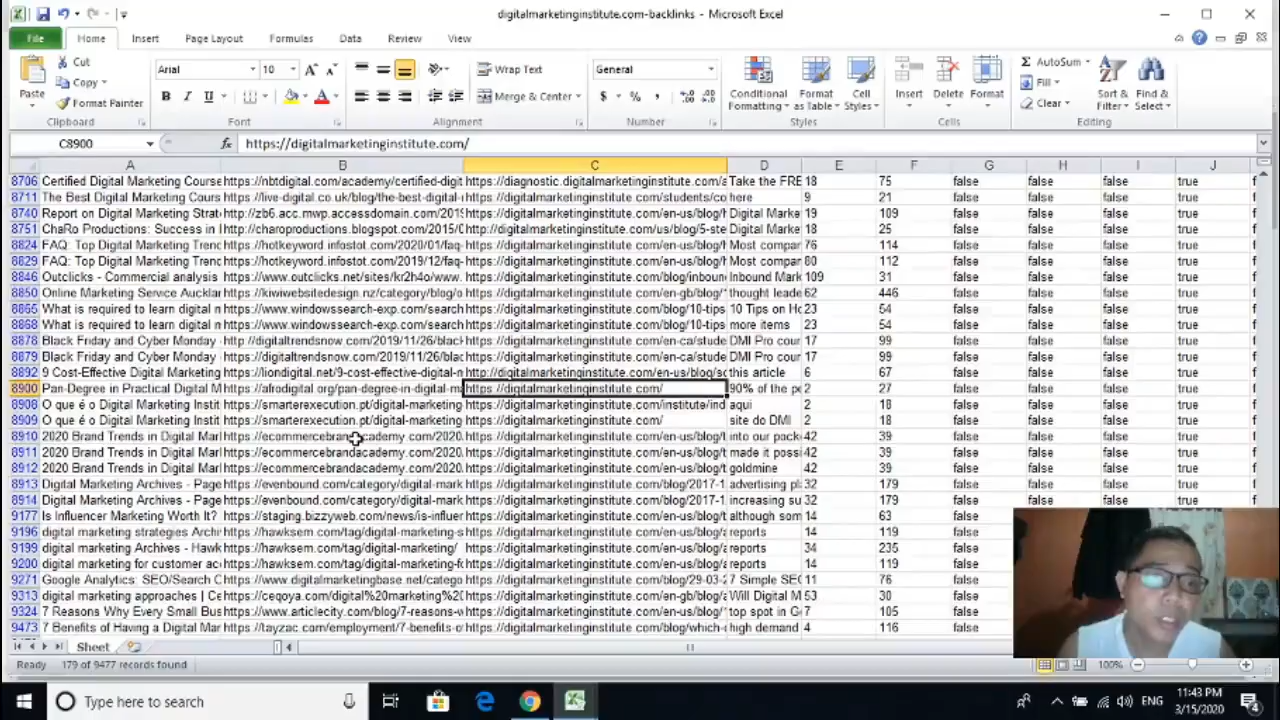 digitalmarketinginstitute.com-backlinks - Microsoft Excel
File Home Insert Page Layout Formulas Data Review View
Paste Cut Copy Format Painter Clipboard
Arial 10 A A B I U A Font
Wrap Text Merge & Center Alignment
General $ % , Number
Conditional Formatting Format as Table Cell Styles Styles
Insert Delete Format Cells
Σ AutoSum Fill Clear Sort & Filter Find & Select Editing
C8900 fx https://digitalmarketinginstitute.com/
A B C D E F G H I J
8706 Certified Digital Marketing Course https://nbtdigital.com/academy/certified-digit https://diagnostic.digitalmarketinginstitute.com/a Take the FRE 18 75 false false false true f
8711 The Best Digital Marketing Cours https://live-digital.co.uk/blog/the-best-digital- https://digitalmarketinginstitute.com/students/co here 9 21 false false false true f
8740 Report on Digital Marketing Strat http://zb6.acc.mwp.accessdomain.com/2019 https://digitalmarketinginstitute.com/en-us/blog/h Digital Marke 19 109 false false false true f
8751 ChaRo Productions: Success in I http://charoproductions.blogspot.com/2015/0 http://digitalmarketinginstitute.com/us/blog/5-ste Digital Marke 18 25 false false false true f
8824 FAQ: Top Digital Marketing Trend https://hotkeyword.infostot.com/2020/01/faq- https://digitalmarketinginstitute.com/en-us/blog/h Most compar 76 114 false false false true f
8829 FAQ: Top Digital Marketing Trend https://hotkeyword.infostot.com/2019/12/faq- https://digitalmarketinginstitute.com/en-us/blog/h Most compar 80 112 false false false true f
8846 Outclicks - Commercial analysis https://www.outclicks.net/sites/kr2h4o/www. https://digitalmarketinginstitute.com/blog/inboun Inbound Mark 109 31 false false false true f
8850 Online Marketing Service Aucklar https://kiwiwebsitedesign.nz/category/blog/o https://digitalmarketinginstitute.com/en-gb/blog/ thought leade 62 446 false false false true f
8865 What is required to learn digital n https://www.windowssearch-exp.com/search https://digitalmarketinginstitute.com/blog/10-tips 10 Tips on Ho 23 54 false false false true f
8868 What is required to learn digital n https://www.windowssearch-exp.com/search https://digitalmarketinginstitute.com/blog/10-tips more items 23 54 false false false true f
8878 Black Friday and Cyber Monday http://digitaltrendsnow.com/2019/11/26/blac https://digitalmarketinginstitute.com/en-ca/stude DMI Pro cour 17 99 false false false true f
8879 Black Friday and Cyber Monday https://digitaltrendsnow.com/2019/11/26/blac https://digitalmarketinginstitute.com/en-ca/stude DMI Pro cour 17 99 false false false true f
8892 9 Cost-Effective Digital Marketing https://liondigital.net/9-cost-effective-digital-m http://digitalmarketinginstitute.com/en-us/blog/so this article 6 67 false false false true f
8900 Pan-Degree in Practical Digital M https://afrodigital.org/pan-degree-in-digital-ma https://digitalmarketinginstitute.com/ 90% of the pe 2 27 false false false true f
8908 O que é o Digital Marketing Instit https://smarterexecution.pt/digital-marketing- https://digitalmarketinginstitute.com/institute/ind aqui 2 18 false false false true f
8909 O que é o Digital Marketing Instit https://smarterexecution.pt/digital-marketing- https://digitalmarketinginstitute.com/ site do DMI 2 18 false false false true f
8910 2020 Brand Trends in Digital Mar https://ecommercebrandacademy.com/2020 https://digitalmarketinginstitute.com/en-us/blog/t into our pock 42 39 false false false true f
8911 2020 Brand Trends in Digital Mar https://ecommercebrandacademy.com/2020 https://digitalmarketinginstitute.com/en-us/blog/t made it possi 42 39 false false false true f
8912 2020 Brand Trends in Digital Mar https://ecommercebrandacademy.com/2020 https://digitalmarketinginstitute.com/en-us/blog/t goldmine 42 39 false false false true f
8913 Digital Marketing Archives - Page https://evenbound.com/category/digital-mark https://digitalmarketinginstitute.com/blog/2017-1 advertising pl 32 179 false false false true f
8914 Digital Marketing Archives - Page https://evenbound.com/category/digital-mark https://digitalmarketinginstitute.com/blog/2017-1 increasing su 32 179 false false false true f
9177 Is Influencer Marketing Worth It? https://staging.bizzyweb.com/news/is-influer https://digitalmarketinginstitute.com/en-us/blog/2 although som 14 63 false
9196 digital marketing strategies Archiv https://hawksem.com/tag/digital-marketing-s https://digitalmarketinginstitute.com/en-us/blog/a reports 14 119 false
9199 digital marketing Archives - Hawk https://hawksem.com/tag/digital-marketing/ https://digitalmarketinginstitute.com/en-us/blog/a reports 34 235 false
9200 digital marketing for customer ac https://hawksem.com/tag/digital-marketing-fo https://digitalmarketinginstitute.com/en-us/blog/a reports 14 119 false
9271 Google Analytics: SEO/Search O https://www.digitalmarketingbase.net/catego https://digitalmarketinginstitute.com/blog/29-03-2 7 Simple SEO 11 76 false
9313 digital marketing approaches | Ce https://ceqoya.com/digital%20marketing%20 https://digitalmarketinginstitute.com/en-gb/blog/2 Will Digital M 53 30 false
9324 7 Reasons Why Every Small Bus https://www.articlecity.com/blog/7-reasons-w https://digitalmarketinginstitute.com/en-us/blog/t top spot in G 7 105 false
9473 7 Benefits of Having a Digital Mar https://tayzac.com/employment/7-benefits-o https://digitalmarketinginstitute.com/blog/which- high demand 4 116 false
Sheet
Ready 179 of 9477 records found 100%
Type here to search ENG 11:43 PM
3/15/2020 4